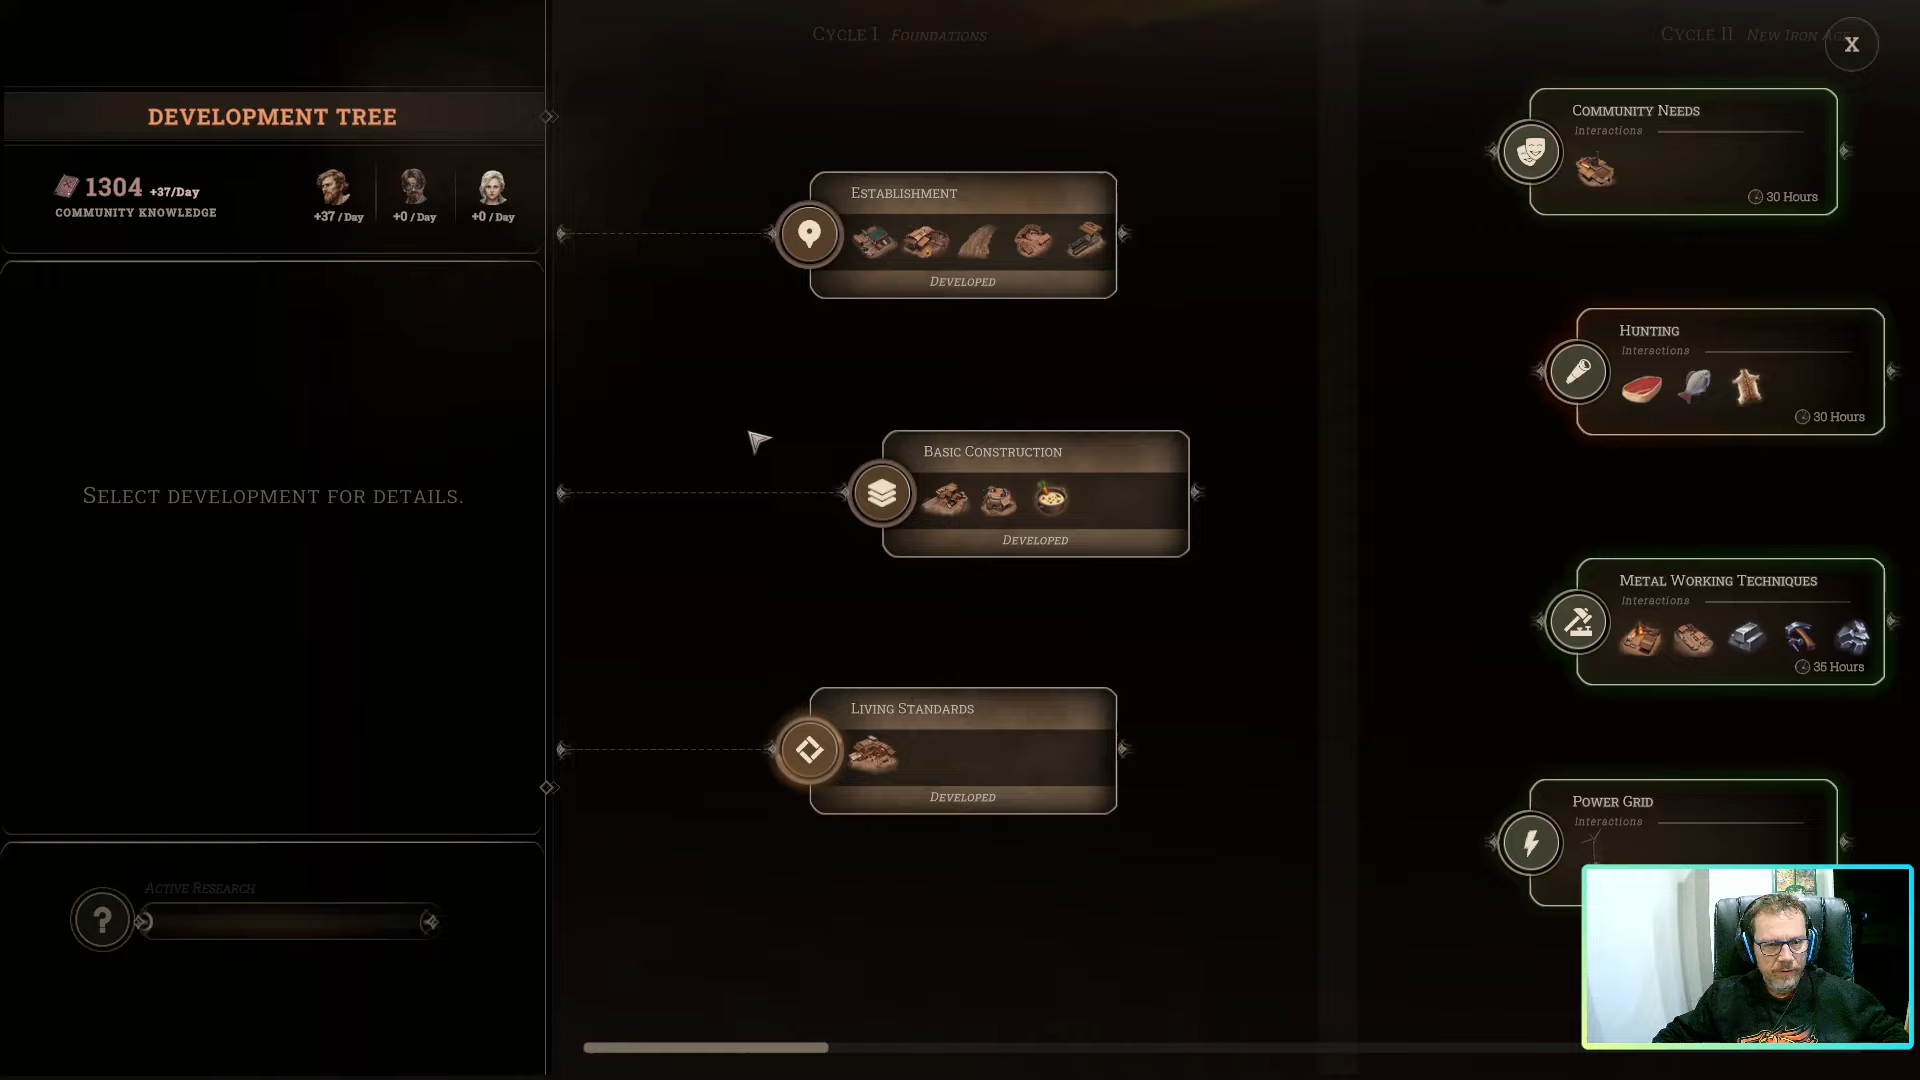 CYCLE I FOUNDATIONS
CYCLE II NEW IRON AGE
X
DEVELOPMENT TREE
1304 +37/Day
COMMUNITY KNOWLEDGE
+37 /Day
+0 /Day
+0 /Day
SELECT DEVELOPMENT FOR DETAILS.
ACTIVE RESEARCH
?
ESTABLISHMENT
DEVELOPED
BASIC CONSTRUCTION
DEVELOPED
LIVING STANDARDS
DEVELOPED
COMMUNITY NEEDS
Interactions
30 Hours
HUNTING
Interactions
30 Hours
METAL WORKING TECHNIQUES
Interactions
35 Hours
POWER GRID
Interactions